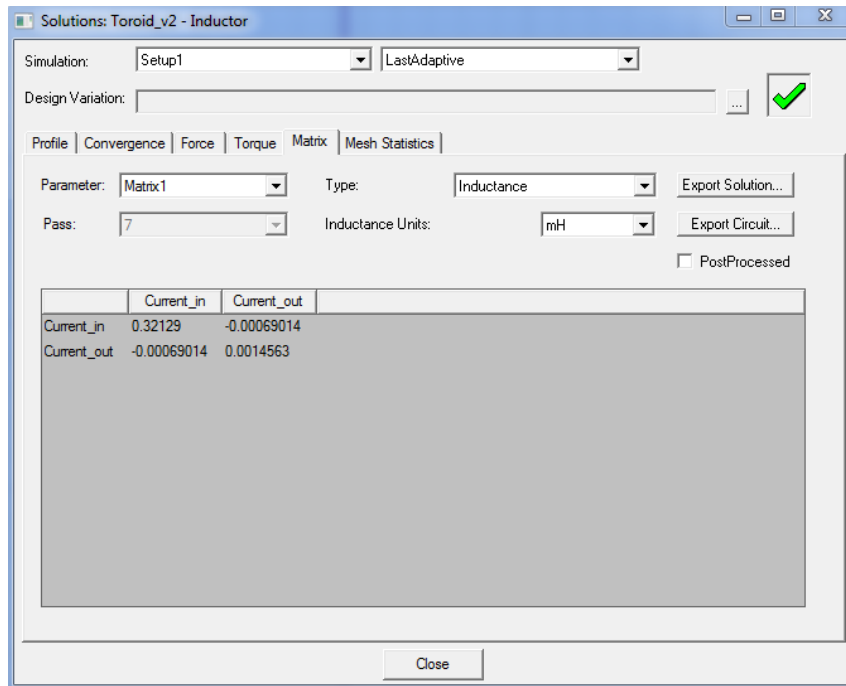 Solutions: Toroid_v2 - Inductor
Simulation: Setup1 LastAdaptive
Design Variation: ...
Profile Convergence Force Torque Matrix Mesh Statistics
Parameter: Matrix1 Type: Inductance Export Solution...
Pass: 7 Inductance Units: mH Export Circuit...
PostProcessed
Current_in Current_out
Current_in 0.32129 -0.00069014
Current_out -0.00069014 0.0014563
Close